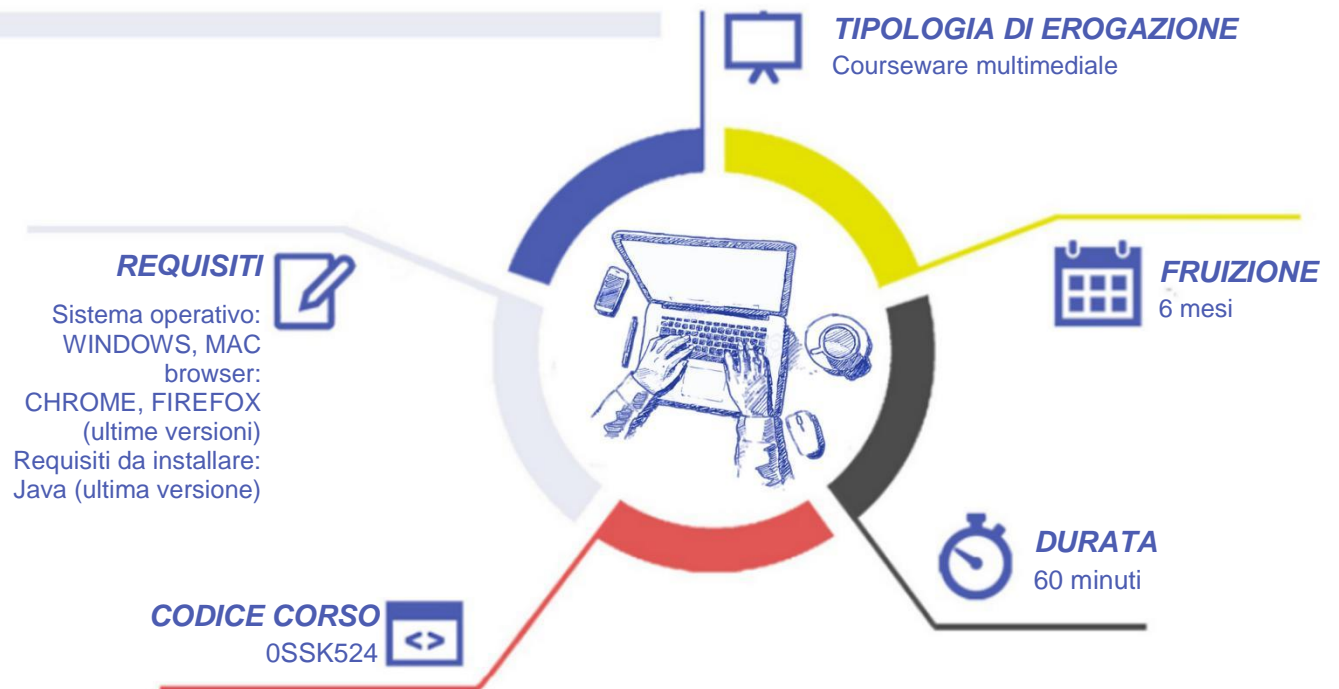 TIPOLOGIA DI EROGAZIONE
Courseware multimediale
REQUISITI
Sistema operativo:
WINDOWS, MAC
browser:
CHROME, FIREFOX
(ultime versioni)
Requisiti da installare:
Java (ultima versione)
FRUIZIONE
6 mesi
DURATA
60 minuti
CODICE CORSO
0SSK524